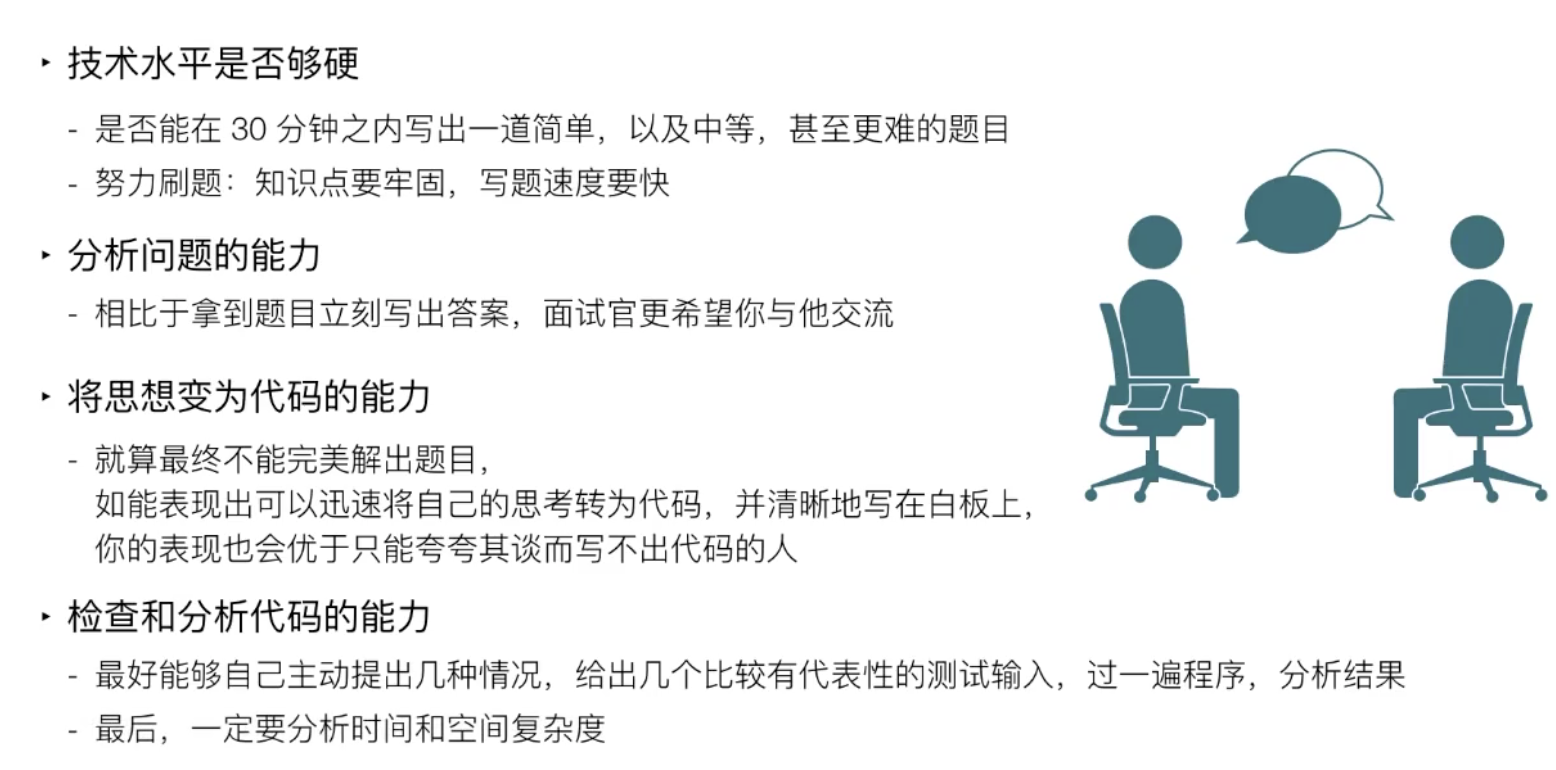 ‣ 技术水平是否够硬
- 是否能在 30 分钟之内写出一道简单，以及中等，甚至更难的题目
- 努力刷题：知识点要牢固，写题速度要快
‣ 分析问题的能力
- 相比于拿到题目立刻写出答案，面试官更希望你与他交流
‣ 将思想变为代码的能力
- 就算最终不能完美解出题目，
如能表现出可以迅速将自己的思考转为代码，并清晰地写在白板上，
你的表现也会优于只能夸夸其谈而写不出代码的人
‣ 检查和分析代码的能力
- 最好能够自己主动提出几种情况，给出几个比较有代表性的测试输入，过一遍程序，分析结果
- 最后，一定要分析时间和空间复杂度